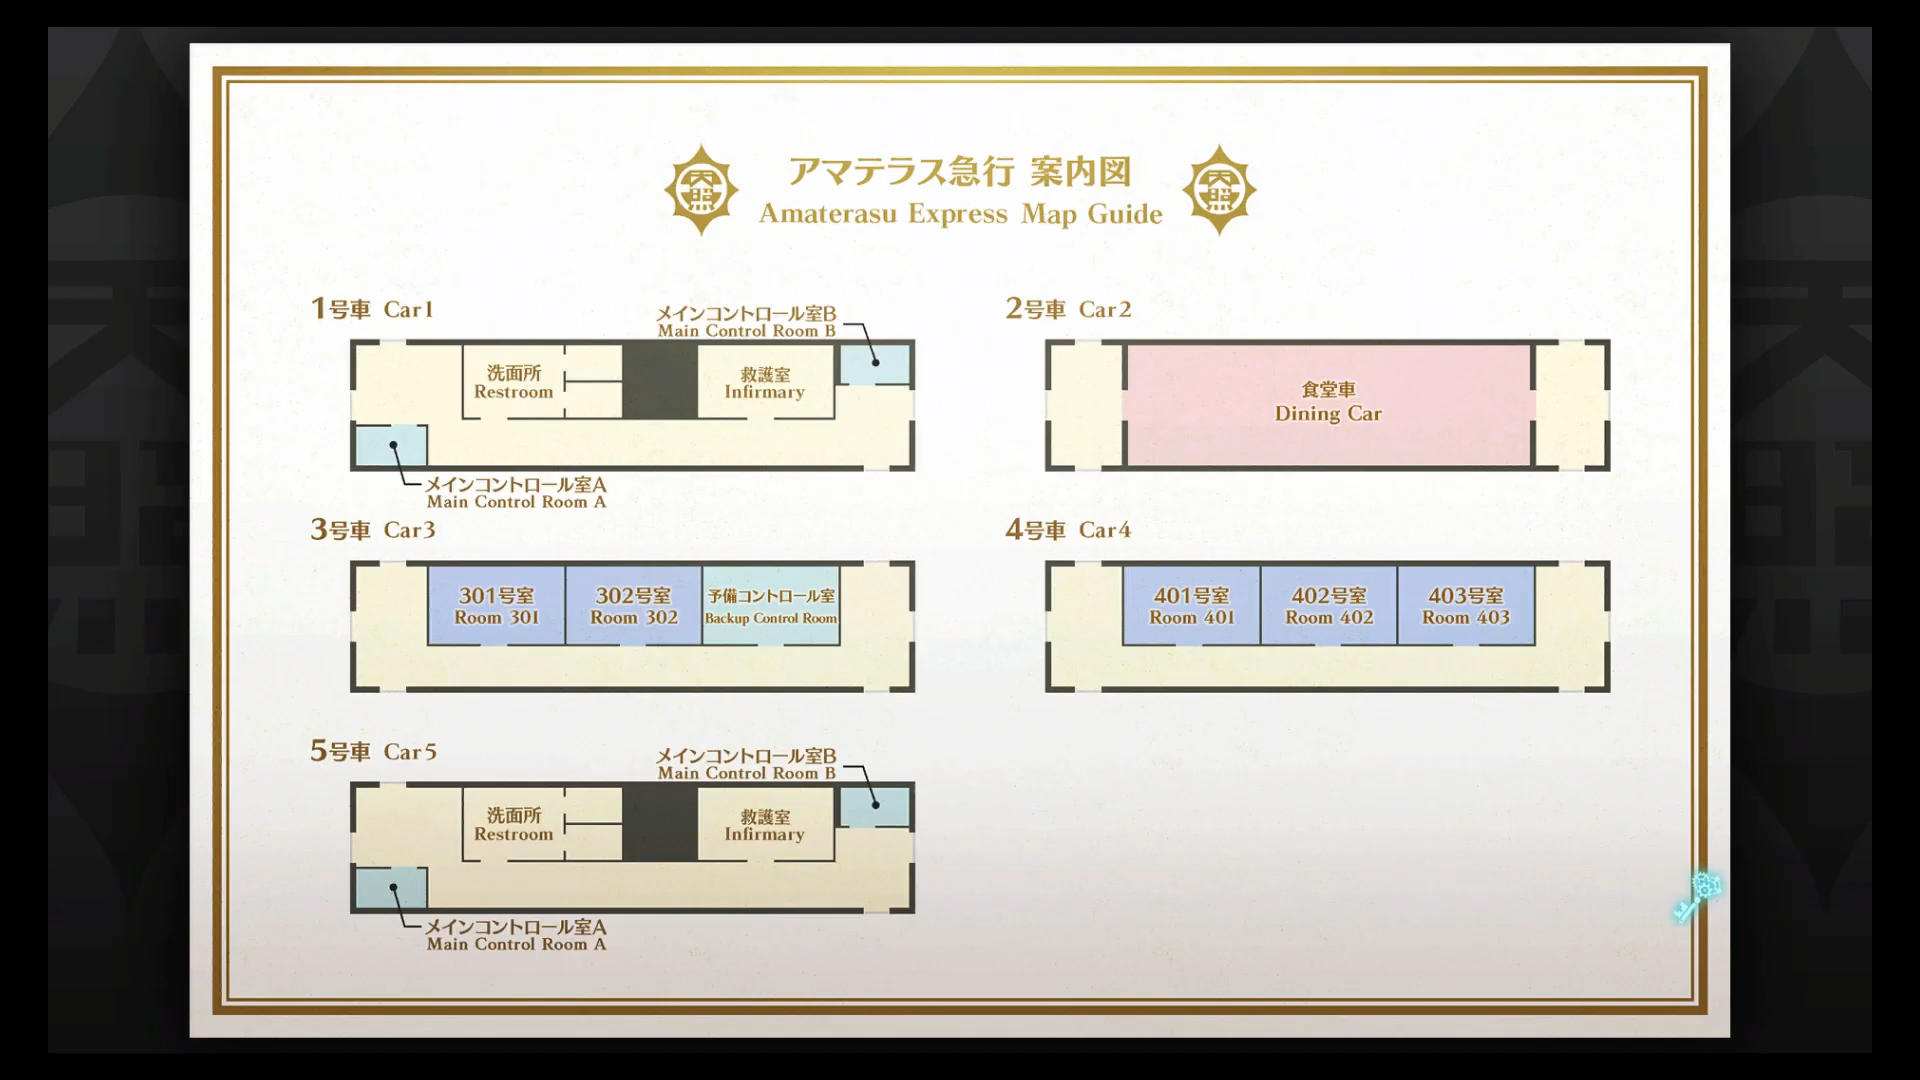 アマテラス急行 案内図
Amaterasu Express Map Guide
天照
天照
1号車 Car1
メインコントロール室B
Main Control Room B
洗面所
Restroom
救護室
Infirmary
メインコントロール室A
Main Control Room A
2号車 Car2
食堂車
Dining Car
3号車 Car3
301号室
Room 301
302号室
Room 302
予備コントロール室
Backup Control Room
4号車 Car4
401号室
Room 401
402号室
Room 402
403号室
Room 403
5号車 Car5
メインコントロール室B
Main Control Room B
洗面所
Restroom
救護室
Infirmary
メインコントロール室A
Main Control Room A